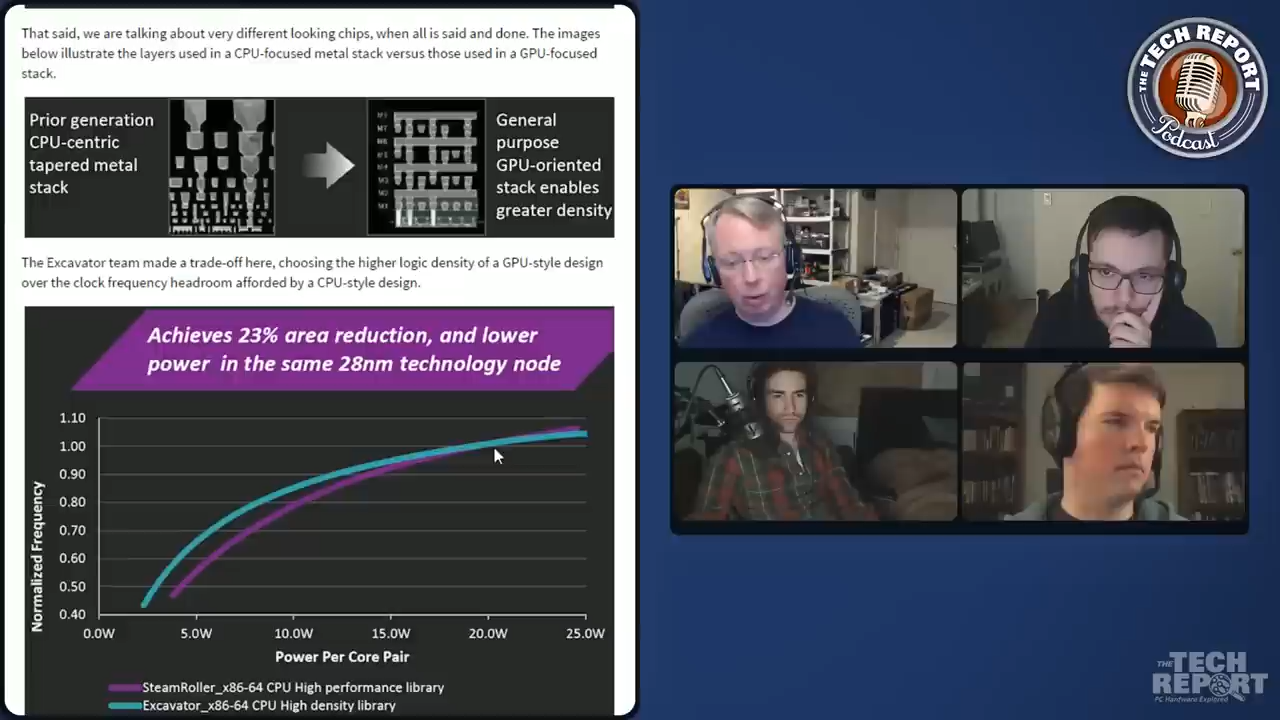 That said, we are talking about very different looking chips, when all is said and done. The images
below illustrate the layers used in a CPU-focused metal stack versus those used in a GPU-focused
stack.
Prior generation
CPU-centric
tapered metal
stack
General
purpose
GPU-oriented
stack enables
greater density
The Excavator team made a trade-off here, choosing the higher logic density of a GPU-style design
over the clock frequency headroom afforded by a CPU-style design.
Achieves 23% area reduction, and lower
power in the same 28nm technology node
Normalized Frequency
1.10
1.00
0.90
0.80
0.70
0.60
0.50
0.40
0.0W 5.0W 10.0W 15.0W 20.0W 25.0W
Power Per Core Pair
SteamRoller_x86-64 CPU High performance library
Excavator_x86-64 CPU High density library
THE TECH REPORT
Podcast
THE
TECH
REPORT
PC Hardware Explored